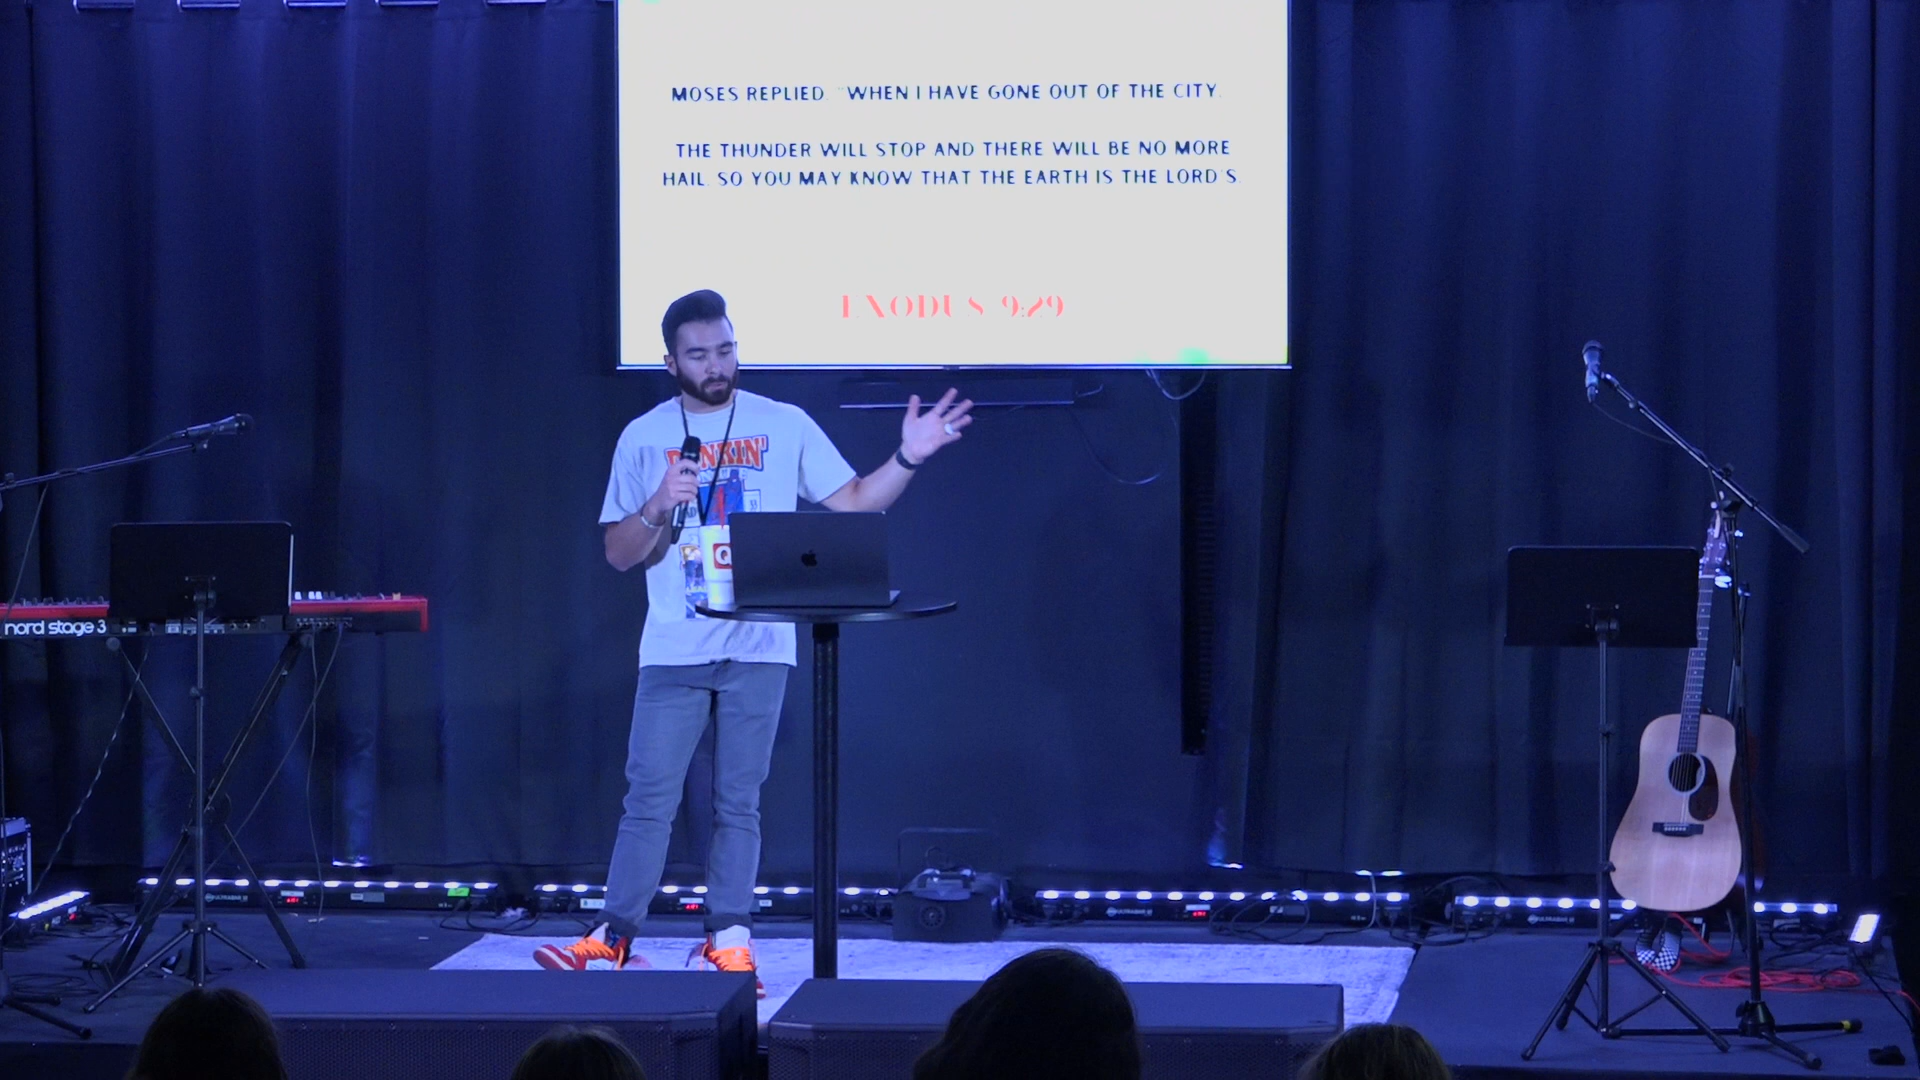 MOSES REPLIED, "WHEN I HAVE GONE OUT OF THE CITY,
THE THUNDER WILL STOP AND THERE WILL BE NO MORE
HAIL, SO YOU MAY KNOW THAT THE EARTH IS THE LORD'S.
EXODUS 9:29
DUNKIN'
Q
nord stage 3